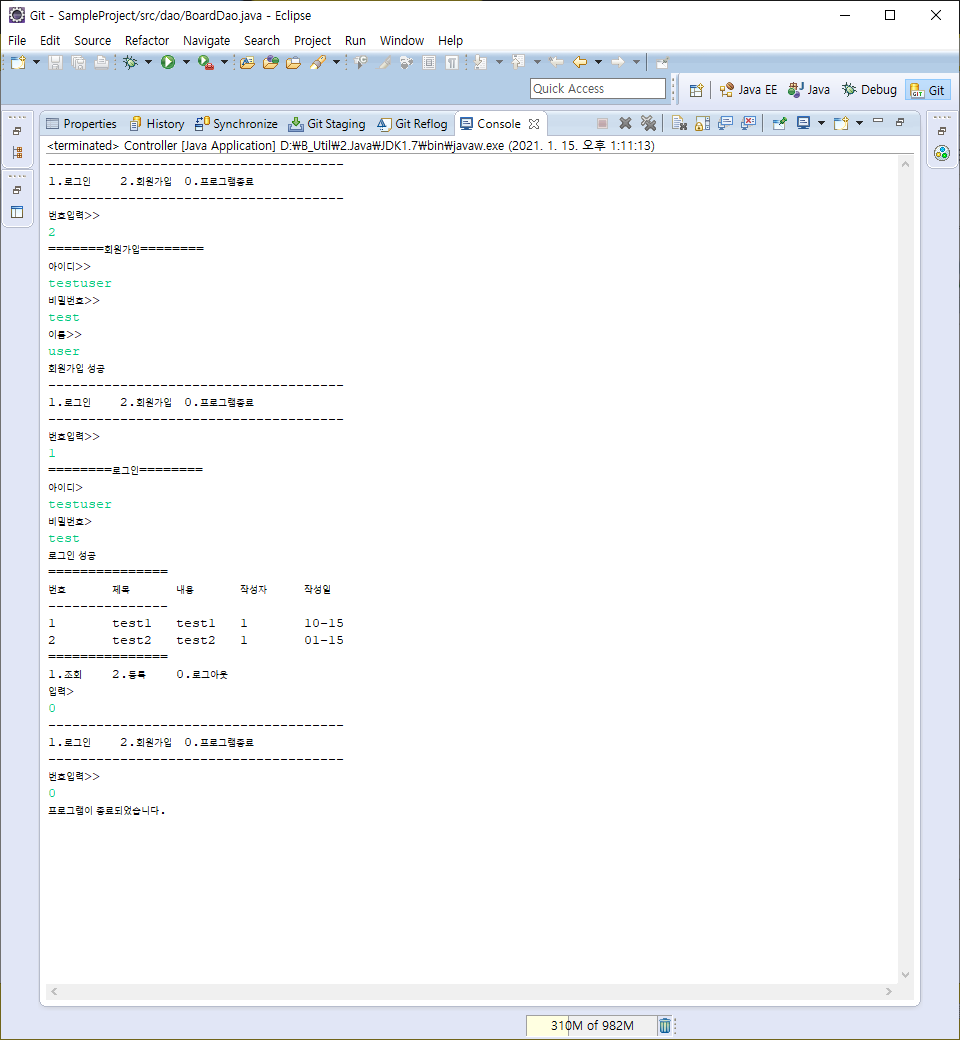 Git - SampleProject/src/dao/BoardDao.java - Eclipse
File Edit Source Refactor Navigate Search Project Run Window Help
Quick Access Java EE Java Debug Git
Properties History Synchronize Git Staging Git Reflog Console
<terminated> Controller [Java Application] D:₩B_Util₩2.Java₩JDK1.7₩bin₩javaw.exe (2021. 1. 15. 오후 1:11:13)
-------------------------------------
1.로그인 2.회원가입 0.프로그램종료
-------------------------------------
번호입력>>
2
=======회원가입========
아이디>>
testuser
비밀번호>>
test
이름>>
user
회원가입 성공
-------------------------------------
1.로그인 2.회원가입 0.프로그램종료
-------------------------------------
번호입력>>
1
========로그인========
아이디>
testuser
비밀번호>
test
로그인 성공
===============
번호 제목 내용 작성자 작성일
---------------
1 test1 test1 1 10-15
2 test2 test2 1 01-15
===============
1.조회 2.등록 0.로그아웃
입력>
0
-------------------------------------
1.로그인 2.회원가입 0.프로그램종료
-------------------------------------
번호입력>>
0
프로그램이 종료되었습니다.
310M of 982M